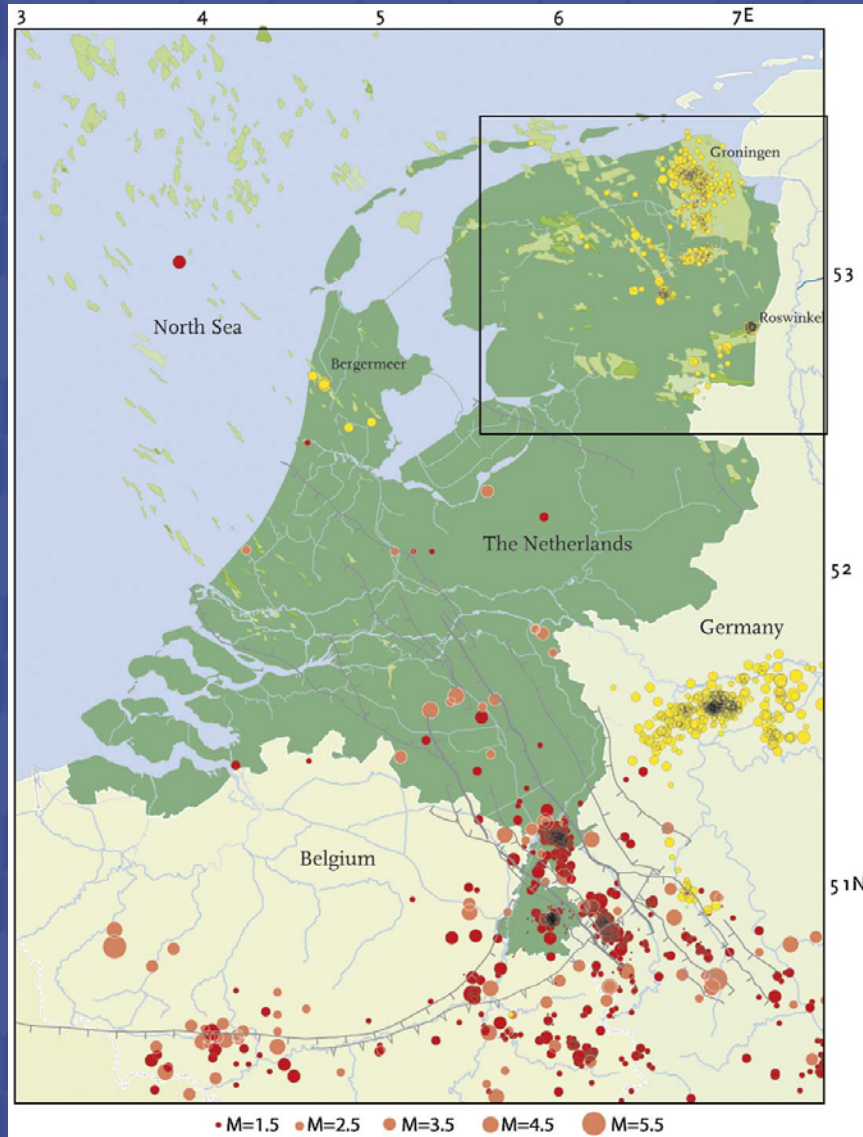 3 4 5 6 7E
Groningen
53
North Sea
Roswinkel
Bergermeer
The Netherlands
52
Germany
Belgium
51N
M=1.5 M=2.5 M=3.5 M=4.5 M=5.5